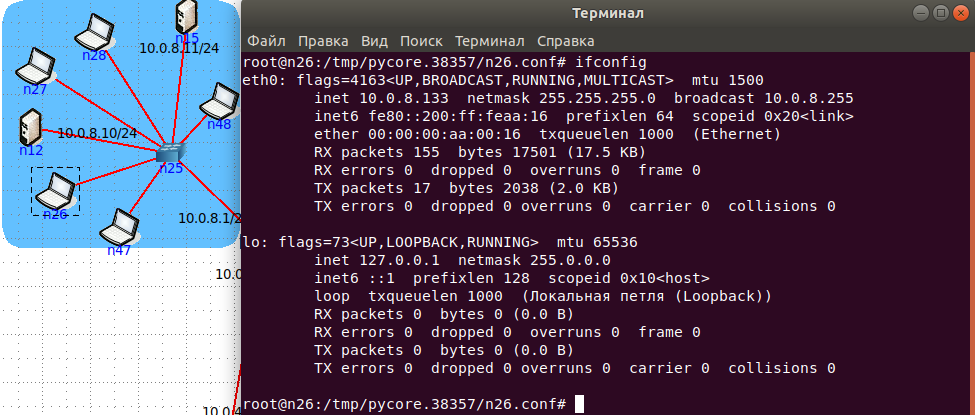 n15
10.0.8.11/24
n28
n27
n48
10.0.8.10/24
n12
n25
n26
10.0.8.1/2
n47
10.0
10.0.4
Терминал
Файл Правка Вид Поиск Терминал Справка
root@n26:/tmp/pycore.38357/n26.conf# ifconfig
eth0: flags=4163<UP,BROADCAST,RUNNING,MULTICAST>  mtu 1500
        inet 10.0.8.133  netmask 255.255.255.0  broadcast 10.0.8.255
        inet6 fe80::200:ff:feaa:16  prefixlen 64  scopeid 0x20<link>
        ether 00:00:00:aa:00:16  txqueuelen 1000  (Ethernet)
        RX packets 155  bytes 17501 (17.5 KB)
        RX errors 0  dropped 0  overruns 0  frame 0
        TX packets 17  bytes 2038 (2.0 KB)
        TX errors 0  dropped 0 overruns 0  carrier 0  collisions 0
lo: flags=73<UP,LOOPBACK,RUNNING>  mtu 65536
        inet 127.0.0.1  netmask 255.0.0.0
        inet6 ::1  prefixlen 128  scopeid 0x10<host>
        loop  txqueuelen 1000  (Локальная петля (Loopback))
        RX packets 0  bytes 0 (0.0 B)
        RX errors 0  dropped 0  overruns 0  frame 0
        TX packets 0  bytes 0 (0.0 B)
        TX errors 0  dropped 0 overruns 0  carrier 0  collisions 0
root@n26:/tmp/pycore.38357/n26.conf#